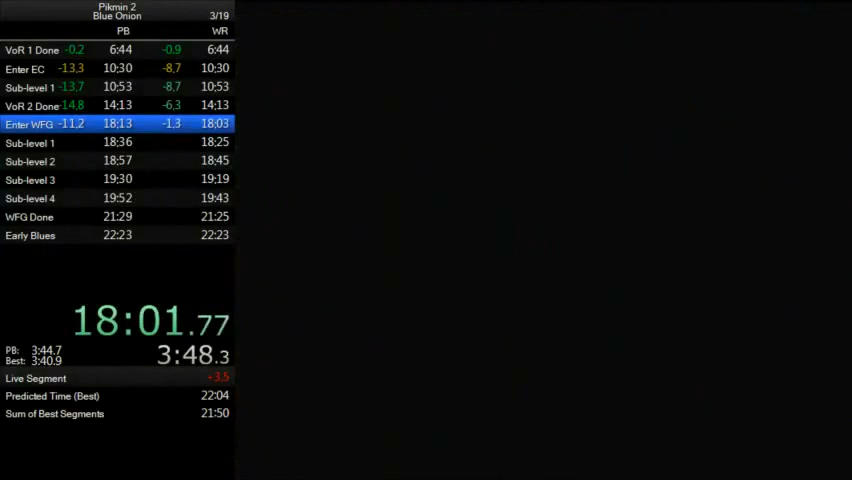 Pikmin 2
Blue Onion 3/19
PB WR
VoR 1 Done -0.2 6:44 -0.9 6:44
Enter EC -13,3 10;30 -8,7 10;30
Sub-level 1 -13,7 10;53 -8,7 10;53
VoR 2 Done -14,8 14;13 -6,3 14;13
Enter WFG -11,2 18;13 -1,3 18;03
Sub-level 1 18;36 18;25
Sub-level 2 18;57 18;45
Sub-level 3 19:30 19:19
Sub-level 4 19:52 19:43
WFG Done 21:29 21:25
Early Blues 22:23 22:23
18:01.77
PB: 3:44.7
Best: 3:40.9
3:48.3
Live Segment -3,5
Predicted Time (Best) 22:04
Sum of Best Segments 21:50